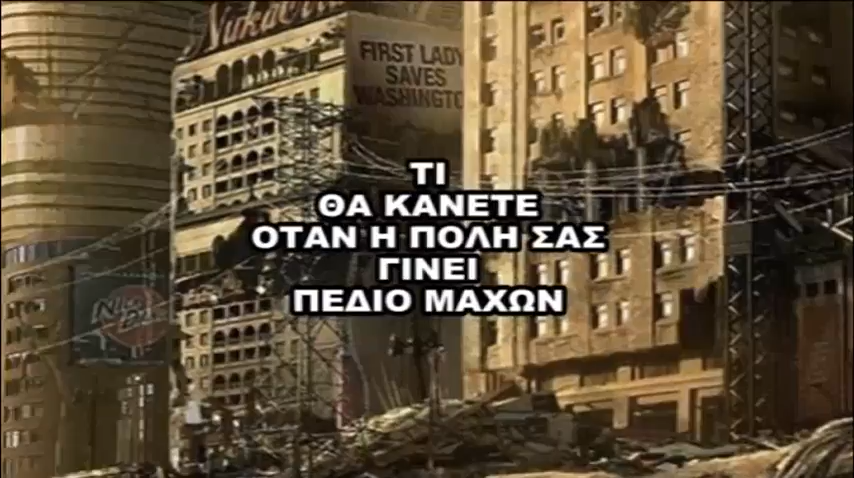 FIRST LADY
SAVES
WASHINGTO
ΤΙ
ΘΑ ΚΑΝΕΤΕ
ΟΤΑΝ Η ΠΟΛΗ ΣΑΣ
ΓΙΝΕΙ
ΠΕΔΙΟ ΜΑΧΩΝ